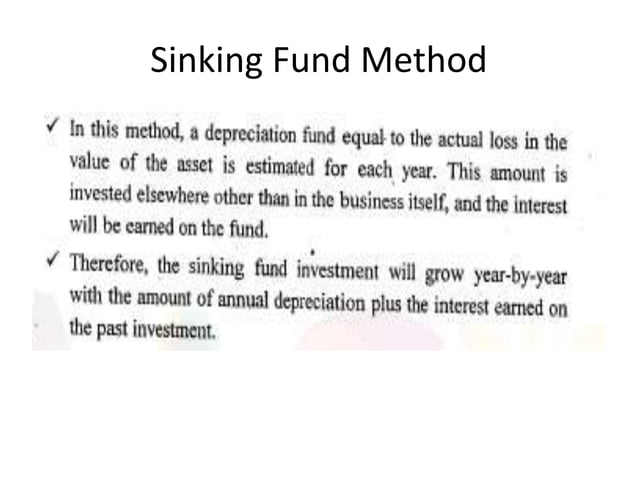 Sinking Fund Method
✓ In this method, a depreciation fund equal to the actual loss in the
value of the asset is estimated for each year. This amount is
invested elsewhere other than in the business itself, and the interest
will be earned on the fund.
✓ Therefore, the sinking fund investment will grow year-by-year
with the amount of annual depreciation plus the interest earned on
the past investment.